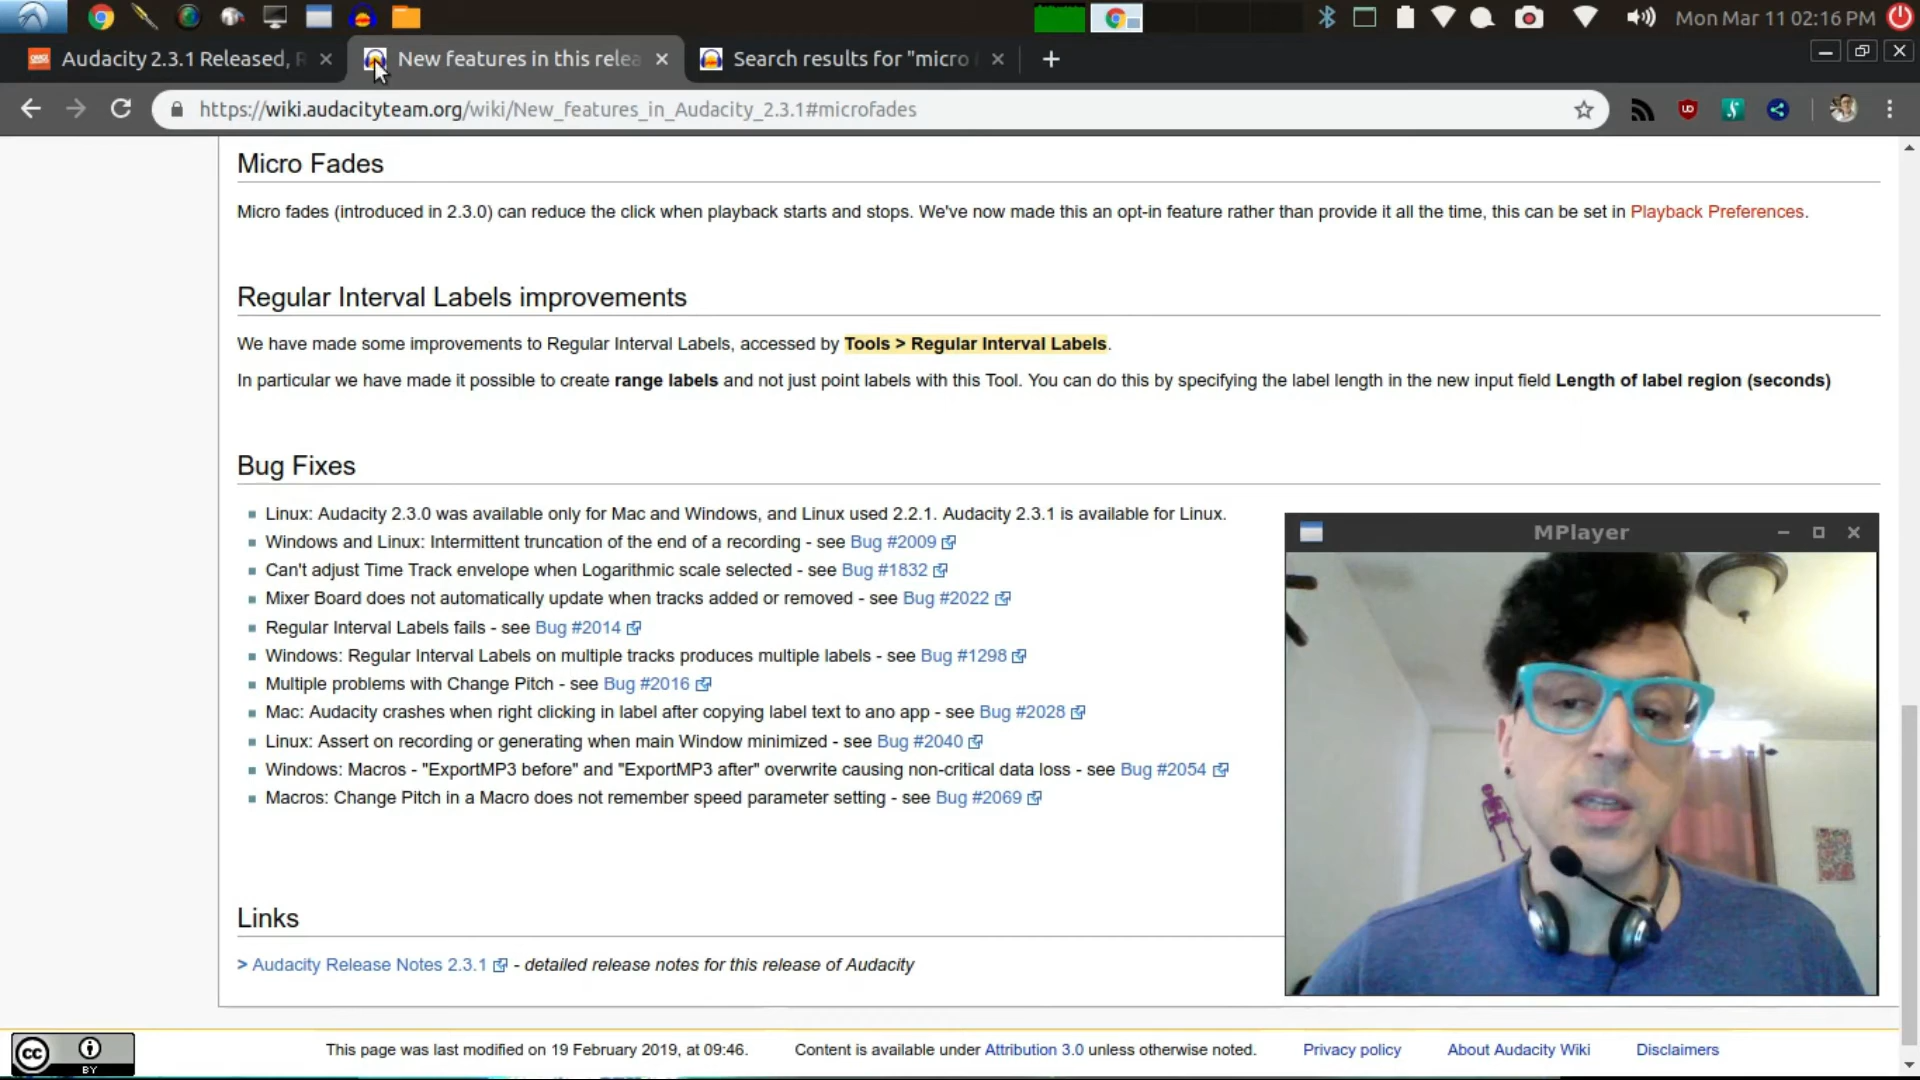 Mon Mar 11 02:16 PM
Audacity 2.3.1 Released, R
New features in this relea
Search results for "micro
https://wiki.audacityteam.org/wiki/New_features_in_Audacity_2.3.1#microfades
Micro Fades
Micro fades (introduced in 2.3.0) can reduce the click when playback starts and stops. We've now made this an opt-in feature rather than provide it all the time, this can be set in Playback Preferences.
Regular Interval Labels improvements
We have made some improvements to Regular Interval Labels, accessed by Tools > Regular Interval Labels.
In particular we have made it possible to create range labels and not just point labels with this Tool. You can do this by specifying the label length in the new input field Length of label region (seconds)
Bug Fixes
Linux: Audacity 2.3.0 was available only for Mac and Windows, and Linux used 2.2.1. Audacity 2.3.1 is available for Linux.
Windows and Linux: Intermittent truncation of the end of a recording - see Bug #2009
Can't adjust Time Track envelope when Logarithmic scale selected - see Bug #1832
Mixer Board does not automatically update when tracks added or removed - see Bug #2022
Regular Interval Labels fails - see Bug #2014
Windows: Regular Interval Labels on multiple tracks produces multiple labels - see Bug #1298
Multiple problems with Change Pitch - see Bug #2016
Mac: Audacity crashes when right clicking in label after copying label text to ano app - see Bug #2028
Linux: Assert on recording or generating when main Window minimized - see Bug #2040
Windows: Macros - "ExportMP3 before" and "ExportMP3 after" overwrite causing non-critical data loss - see Bug #2054
Macros: Change Pitch in a Macro does not remember speed parameter setting - see Bug #2069
MPlayer
Links
> Audacity Release Notes 2.3.1 - detailed release notes for this release of Audacity
cc BY
This page was last modified on 19 February 2019, at 09:46.
Content is available under Attribution 3.0 unless otherwise noted.
Privacy policy
About Audacity Wiki
Disclaimers